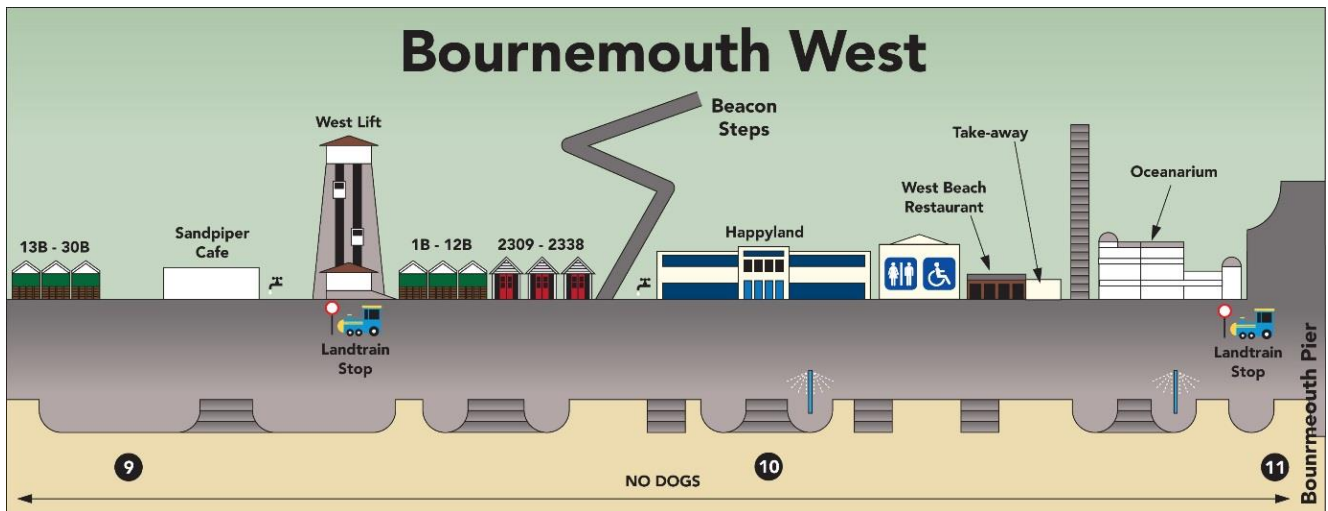 Bournemouth West
Beacon
Steps
West Lift
Take-away
Oceanarium
West Beach
Restaurant
Sandpiper
Cafe
Happyland
13B - 30B
1B - 12B
2309 - 2338
Landtrain
Stop
Landtrain
Stop
Bounrmeouth Pier
9
10
11
NO DOGS